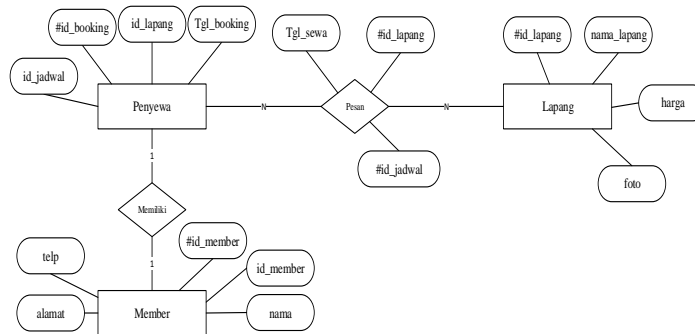 #id_booking
id_lapang
Tgl_booking
id_jadwal
Penyewa
N
Tgl_sewa
#id_lapang
Pesan
#id_jadwal
N
#id_lapang
nama_lapang
Lapang
harga
foto
1
Memiliki
1
#id_member
telp
id_member
alamat
Member
nama